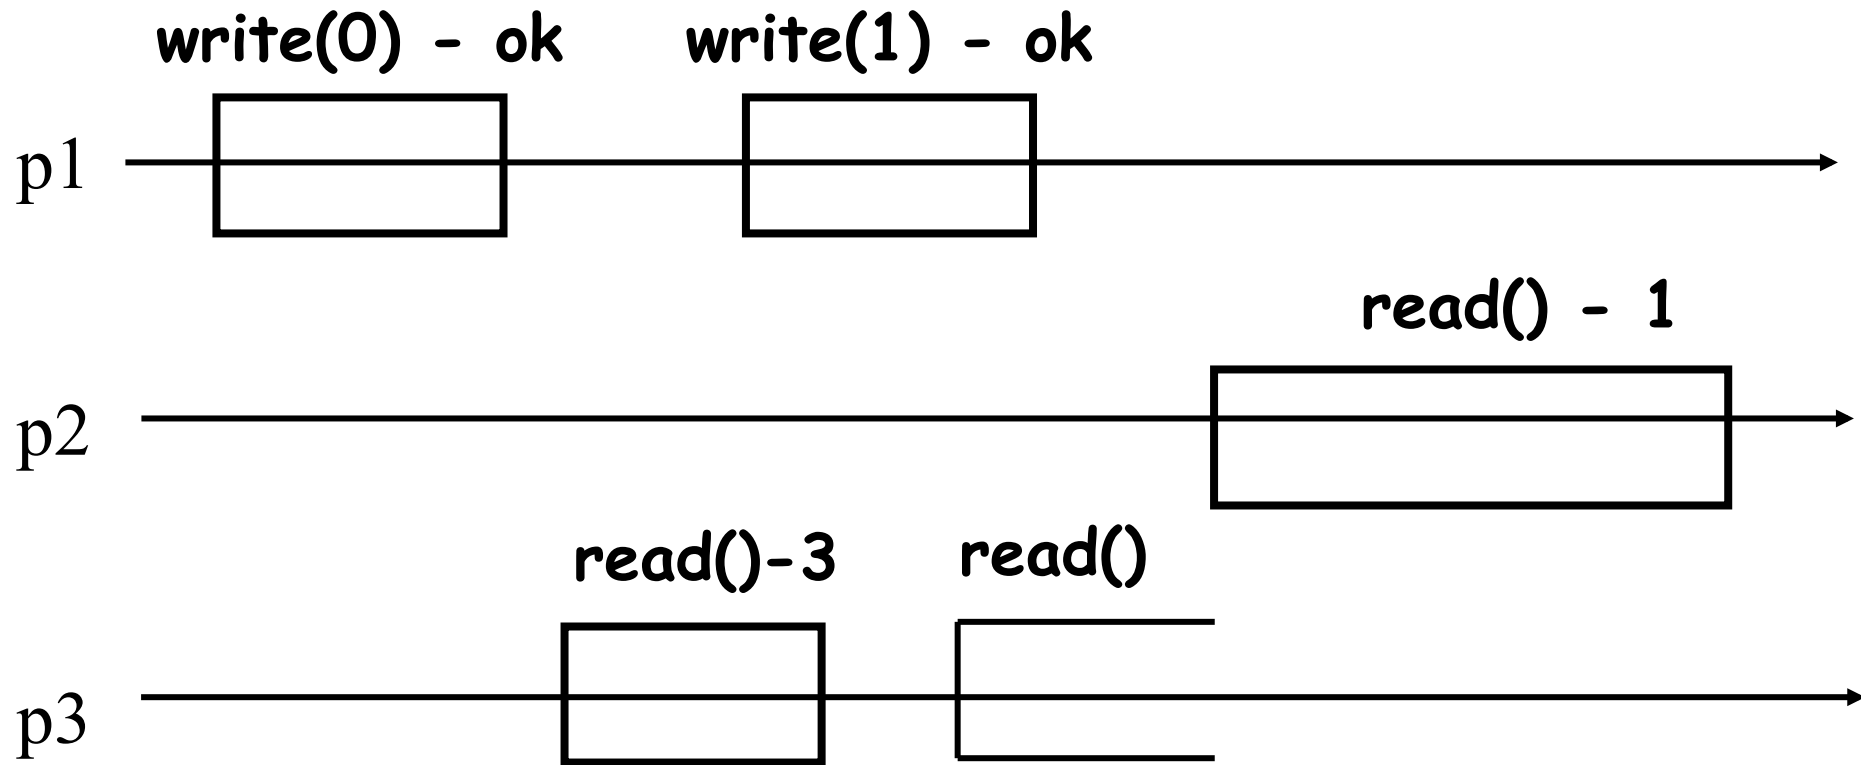 write(0) - ok write(1) - ok
p1
read() - 1
p2
read()-3 read()
p3